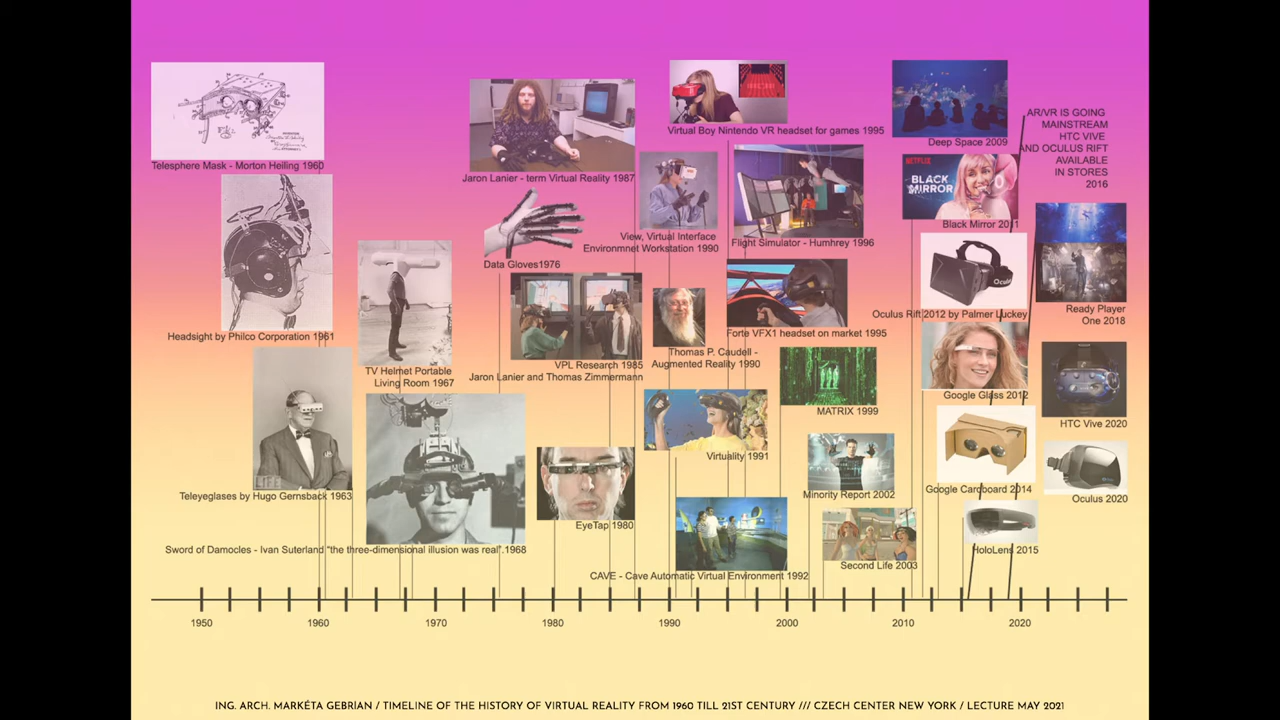 Telesphere Mask - Morton Heiling 1960
Headsight by Philco Corporation 1961
Teleyeglases by Hugo Gernsback 1963
LIFE
TV Helmet Portable
Living Room 1967
Sword of Damocles - Ivan Suterland "the three-dimensional illusion was real".1968
Jaron Lanier - term Virtual Reality 1987
Data Gloves1976
VPL Research 1985
Jaron Lanier and Thomas Zimmermann
EyeTap 1980
Virtual Boy Nintendo VR headset for games 1995
View, Virtual Interface
Environmnet Workstation 1990
Flight Simulator - Humhrey 1996
Thomas P. Caudell -
Augmented Reality 1990
Forte VFX1 headset on market 1995
Virtuality 1991
MATRIX 1999
Minority Report 2002
CAVE - Cave Automatic Virtual Environment 1992
Second Life 2003
Deep Space 2009
NETFLIX
BLACK
MIRROR
Black Mirror 2011
Oculus Rift 2012 by Palmer Luckey
Google Glass 2012
Google Cardboard 2014
HoloLens 2015
AR/VR IS GOING
MAINSTREAM
HTC VIVE
AND OCULUS RIFT
AVAILABLE
IN STORES
2016
Ready Player
One 2018
HTC Vive 2020
Oculus 2020
1950 1960 1970 1980 1990 2000 2010 2020
ING. ARCH. MARKÉTA GEBRIAN / TIMELINE OF THE HISTORY OF VIRTUAL REALITY FROM 1960 TILL 21ST CENTURY /// CZECH CENTER NEW YORK / LECTURE MAY 2021